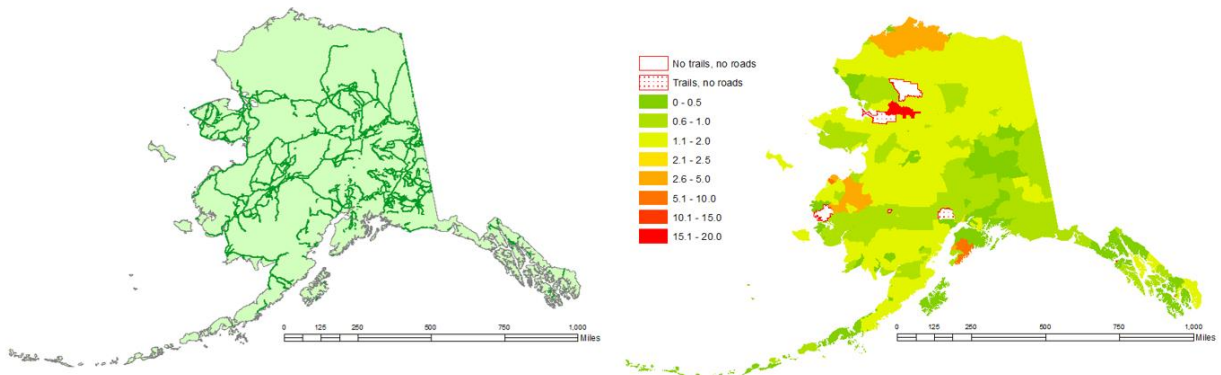 No trails, no roads
Trails, no roads
0 - 0.5
0.6 - 1.0
1.1 - 2.0
2.1 - 2.5
2.6 - 5.0
5.1 - 10.0
10.1 - 15.0
15.1 - 20.0
0 125 250 500 750 1,000
Miles
0 125 250 500 750 1,000
Miles